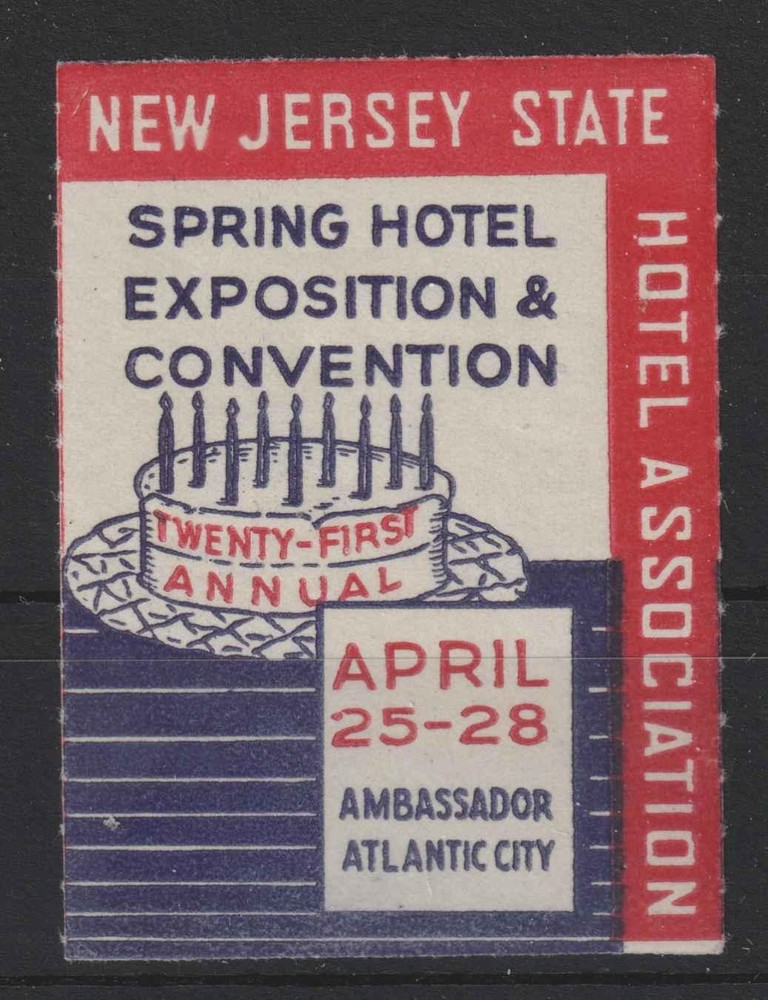 NEW JERSEY STATE
HOTEL ASSOCIATION
SPRING HOTEL
EXPOSITION &
CONVENTION
TWENTY-FIRST
ANNUAL
APRIL
25-28
AMBASSADOR
ATLANTIC CITY